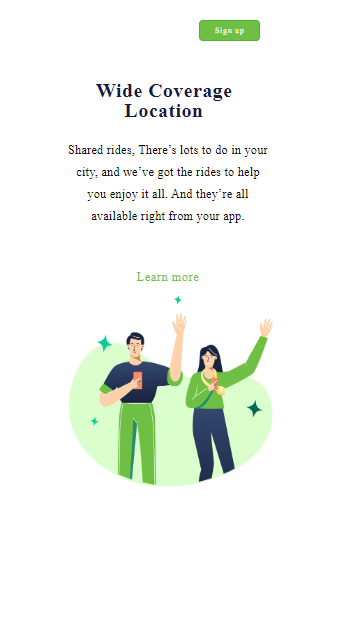 Sign up
Wide Coverage
Location
Shared rides, There’s lots to do in your
city, and we’ve got the rides to help
you enjoy it all. And they’re all
available right from your app.
Learn more